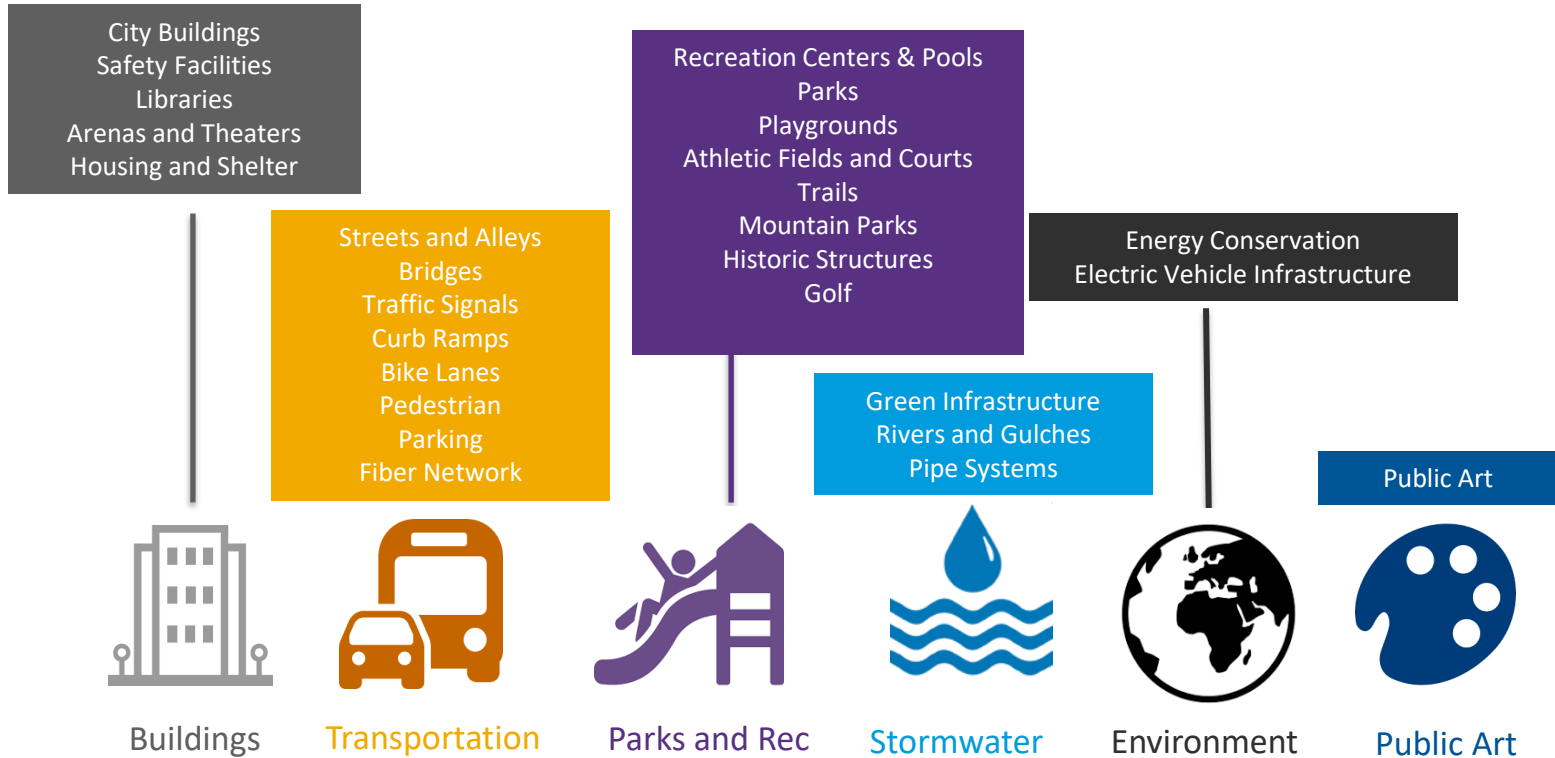 City Buildings
Safety Facilities
Libraries
Arenas and Theaters
Housing and Shelter
Streets and Alleys
Bridges
Traffic Signals
Curb Ramps
Bike Lanes
Pedestrian
Parking
Fiber Network
Recreation Centers & Pools
Parks
Playgrounds
Athletic Fields and Courts
Trails
Mountain Parks
Historic Structures
Golf
Green Infrastructure
Rivers and Gulches
Pipe Systems
Energy Conservation
Electric Vehicle Infrastructure
Public Art
Buildings
Transportation
Parks and Rec
Stormwater
Environment
Public Art